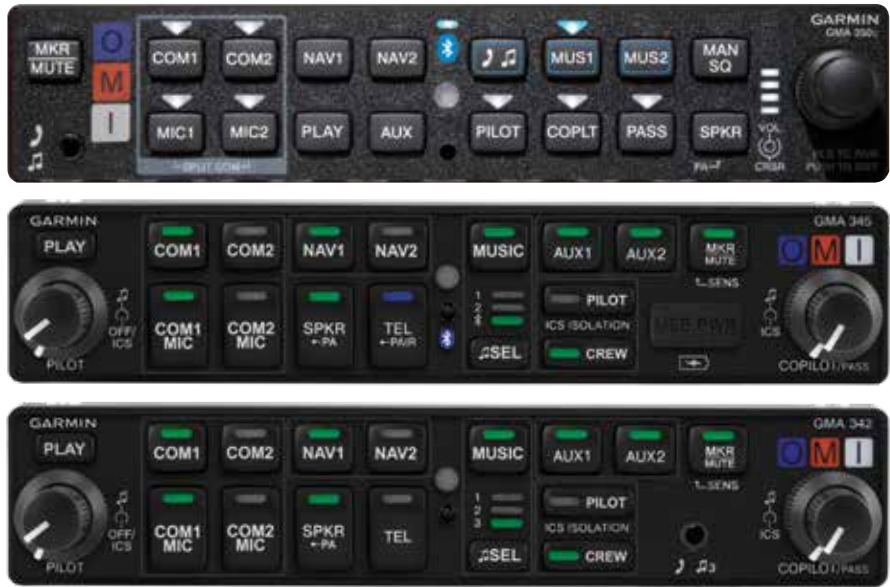 GARMIN
GMA 350c
MKR
MUTE
O
M
I
COM1
COM2
NAV1
NAV2
MUS1
MUS2
MAN
SQ
MIC1
MIC2
PLAY
AUX
PILOT
COPLT
PASS
SPKR
SPLIT COM
PA
VOL
CRSR
GARMIN
GMA 345
PLAY
COM1
COM2
NAV1
NAV2
MUSIC
AUX1
AUX2
MKR
MUTE
O M I
SENS
COM1
MIC
COM2
MIC
SPKR
←PA
TEL
←PAIR
1
2
PILOT
ICS ISOLATION
CREW
♫SEL
USB PWR
OFF/
ICS
ICS
PILOT
COPILOT/PASS
GARMIN
GMA 342
PLAY
COM1
COM2
NAV1
NAV2
MUSIC
AUX1
AUX2
MKR
MUTE
O M I
SENS
COM1
MIC
COM2
MIC
SPKR
←PA
TEL
1
2
3
PILOT
ICS ISOLATION
CREW
♫SEL
♫3
OFF/
ICS
ICS
PILOT
COPILOT/PASS